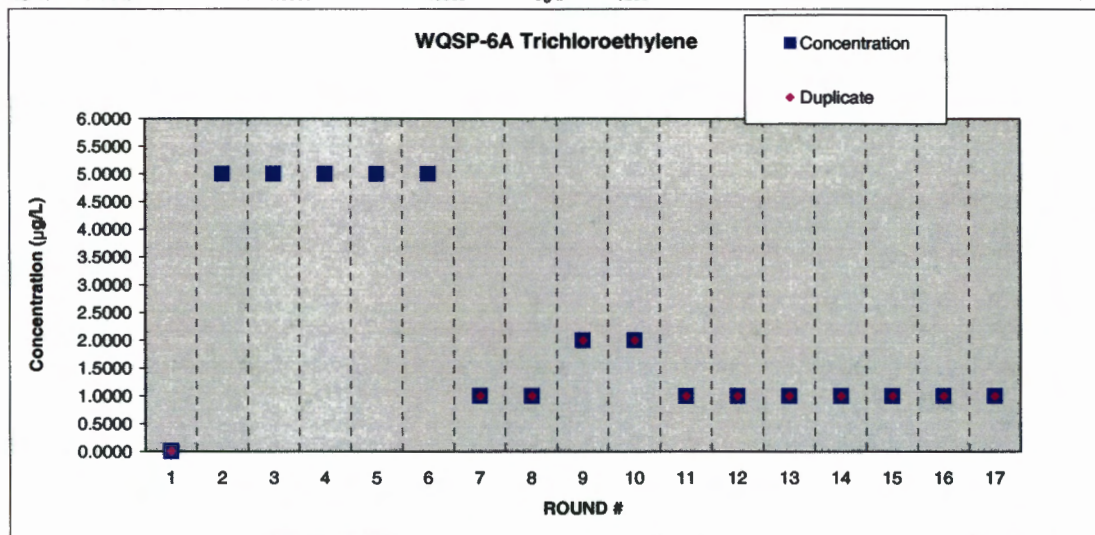 WQSP-6A Trichloroethylene
Concentration
Duplicate
Concentration (µg/L)
6.0000
5.5000
5.0000
4.5000
4.0000
3.5000
3.0000
2.5000
2.0000
1.5000
1.0000
0.5000
0.0000
1 2 3 4 5 6 7 8 9 10 11 12 13 14 15 16 17
ROUND #